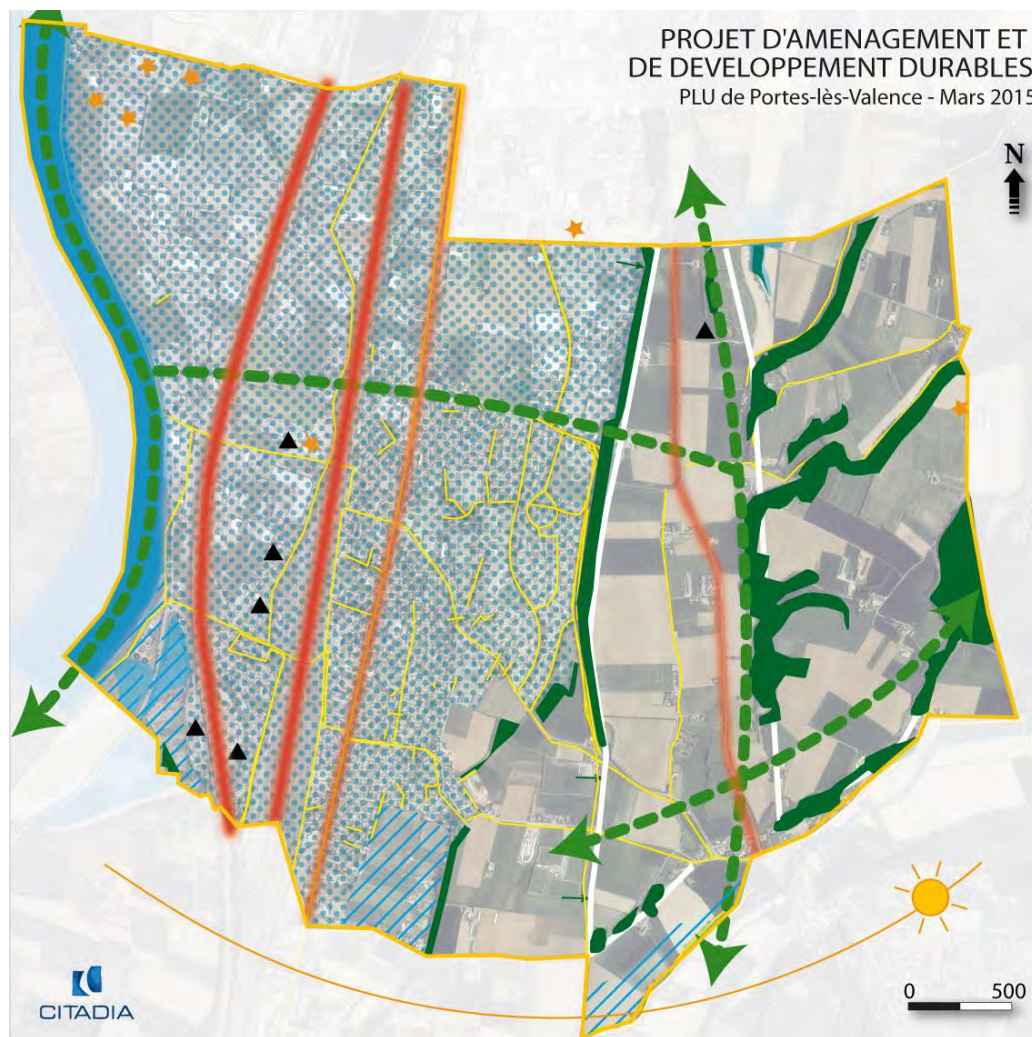 PROJET D'AMENAGEMENT ET
DE DEVELOPPEMENT DURABLES
PLU de Portes-lès-Valence - Mars 2015
N
0 500
CITADIA